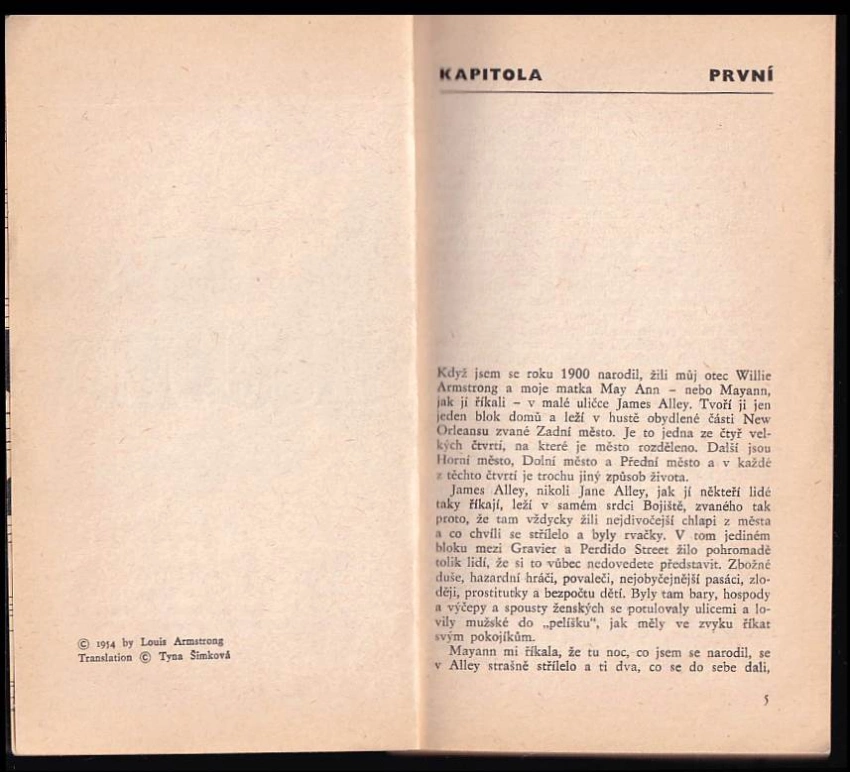 © 1954 by Louis Armstrong
Translation © Tyna Šimková
KAPITOLA PRVNÍ
Když jsem se roku 1900 narodil, žili můj otec Willie
Armstrong a moje matka May Ann – nebo Mayann,
jak jí říkali – v malé uličce James Alley. Tvoří ji jen
jeden blok domů a leží v hustě obydlené části New
Orleansu zvané Zadní město. Je to jedna ze čtyř vel-
kých čtvrtí, na které je město rozděleno. Další jsou
Horní město, Dolní město a Přední město a v každé
z těchto čtvrtí je trochu jiný způsob života.
James Alley, nikoli Jane Alley, jak jí někteří lidé
taky říkají, leží v samém srdci Bojiště, zvaného tak
proto, že tam vždycky žili nejdivočejší chlapi z města
a co chvíli se střílelo a byly rvačky. V tom jediném
bloku mezi Gravier a Perdido Street žilo pohromadě
tolik lidí, že si to vůbec nedovedete představit. Zbožné
duše, hazardní hráči, povaleči, nejobyčejnější pasáci, zlo-
ději, prostitutky a bezpočtu dětí. Byly tam bary, hospody
a výčepy a spousty ženských se potulovaly ulicemi a lo-
vily mužské do „pelíšku“, jak měly ve zvyku říkat
svým pokojíkům.
Mayann mi říkala, že tu noc, co jsem se narodil, se
v Alley strašně střílelo a ti dva, co se do sebe dali,
5